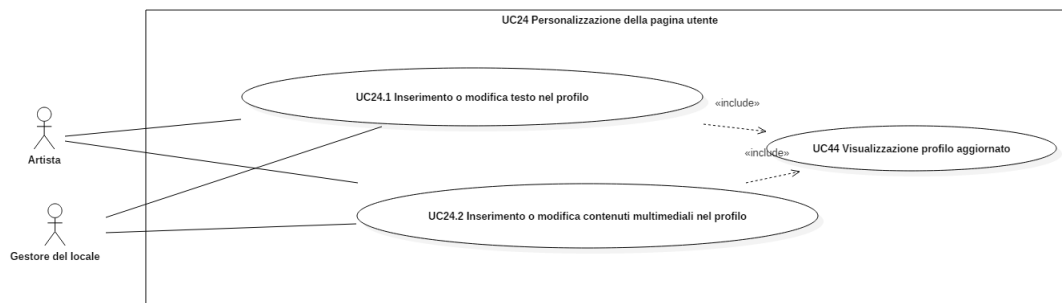 UC24 Personalizzazione della pagina utente
UC24.1 Inserimento o modifica testo nel profilo
«include»
Artista
«include»
UC44 Visualizzazione profilo aggiornato
UC24.2 Inserimento o modifica contenuti multimediali nel profilo
Gestore del locale